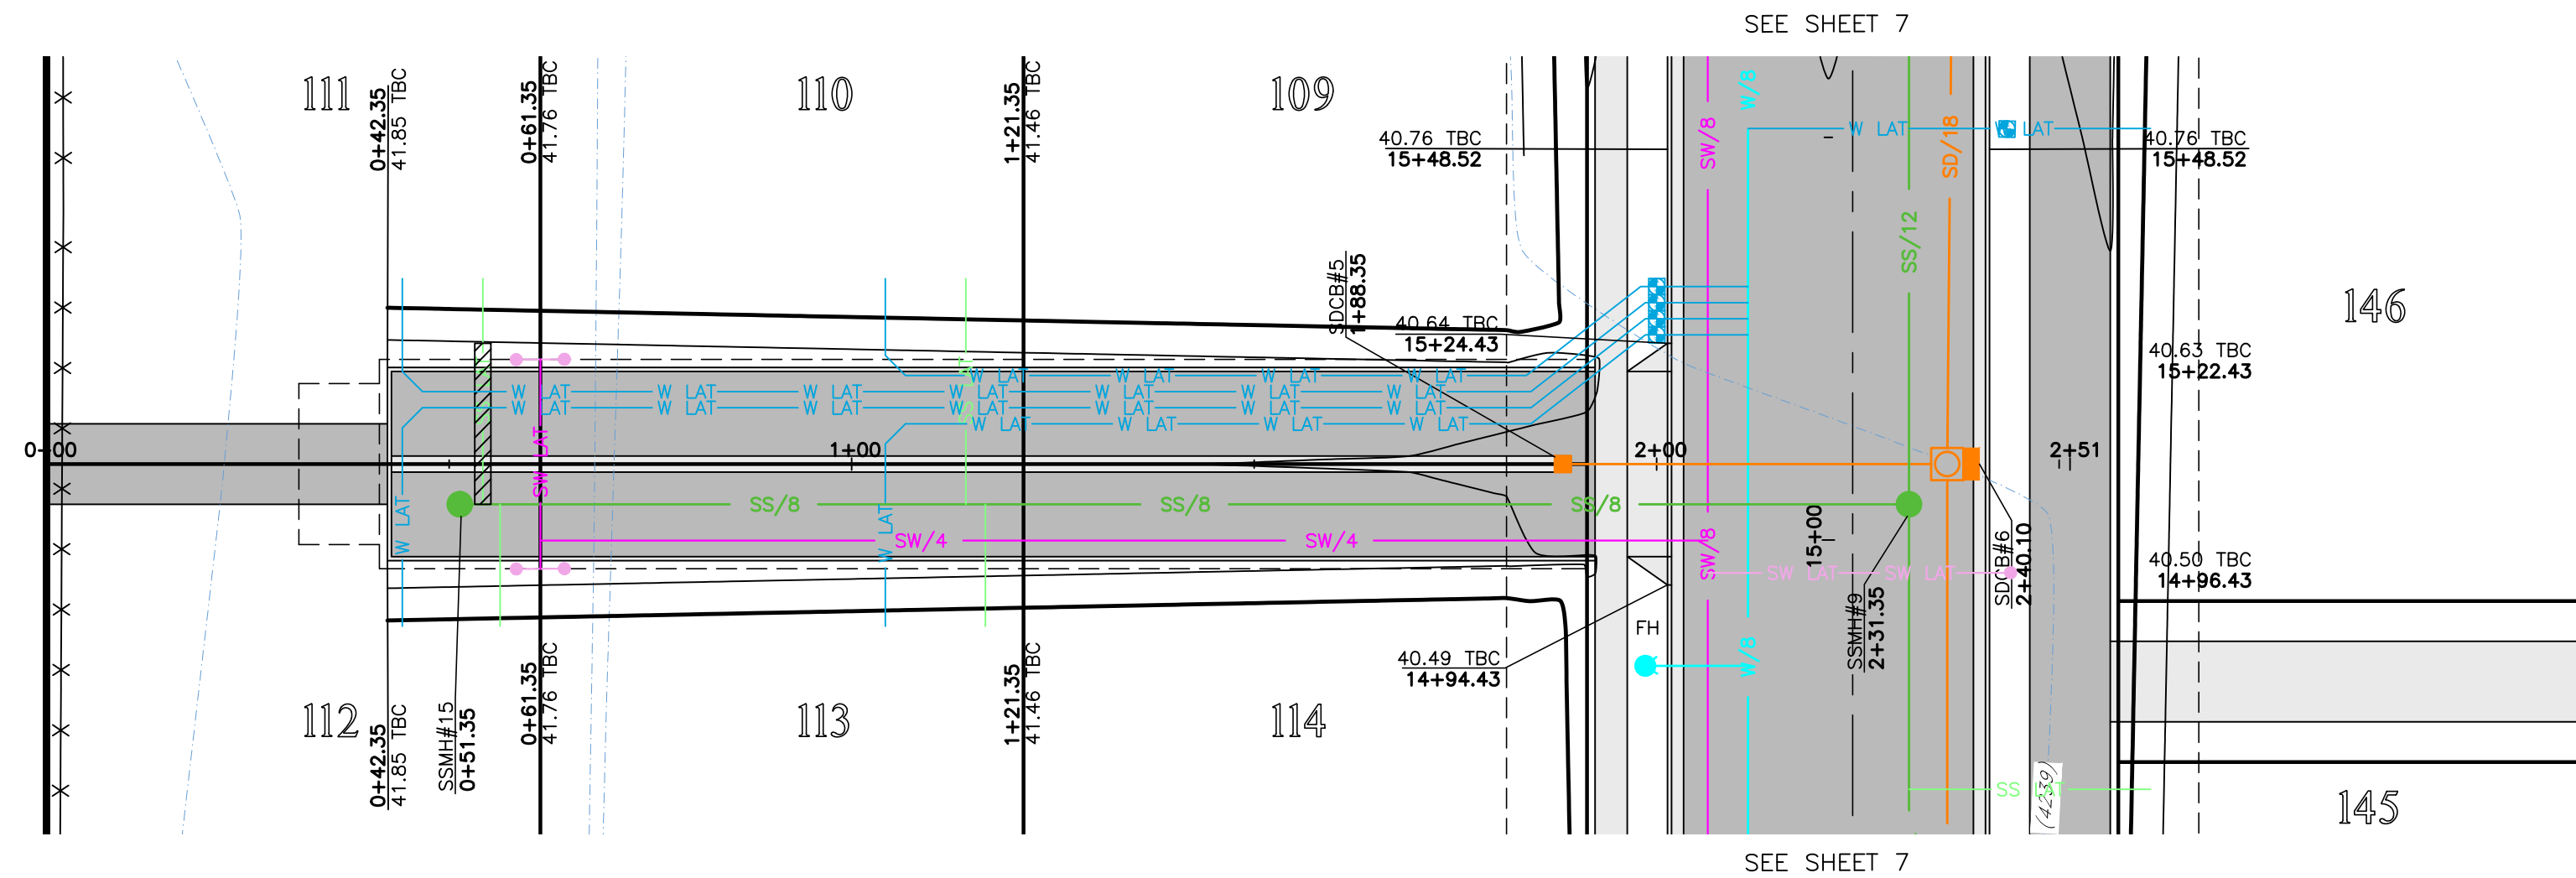 SEE SHEET 7
111
110
109
0+42.35
41.85 TBC
0+61.35
41.76 TBC
1+21.35
41.46 TBC
40.76 TBC
15+48.52
SW/8
W/8
W LAT
W LAT
SD/18
40.76 TBC
15+48.52
SS/12
SDCB#5
1+88.35
40.64 TBC
15+24.43
146
40.63 TBC
15+22.43
W LAT W LAT W LAT W LAT
W LAT W LAT W LAT W LAT W LAT W LAT W LAT
W LAT W LAT W LAT W LAT W LAT W LAT W LAT
W LAT W LAT W LAT W LAT
0+00
1+00
2+00
2+51
SW LAT
W LAT
W LAT
SS/8
SS/8
SS/8
SW/4
SW/4
SW/8
15+00
SW LAT
SW LAT
SDCB#6
2+40.10
SSMH#9
2+31.35
40.50 TBC
14+96.43
FH
W/8
40.49 TBC
14+94.43
112
113
114
0+42.35
41.85 TBC
SSMH#15
0+51.35
0+61.35
41.76 TBC
1+21.35
41.46 TBC
SS LAT
(4239)
145
SEE SHEET 7